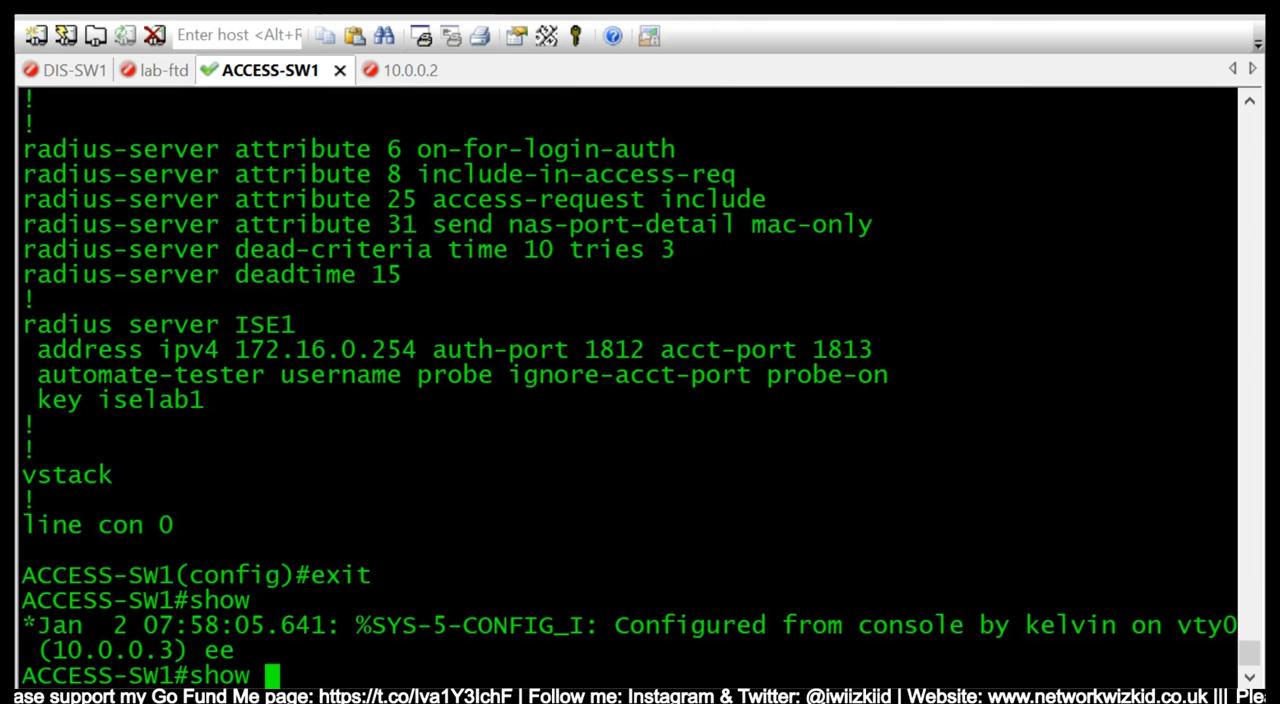 Enter host <Alt+R
DIS-SW1 lab-ftd ACCESS-SW1 10.0.0.2
!
!
radius-server attribute 6 on-for-login-auth
radius-server attribute 8 include-in-access-req
radius-server attribute 25 access-request include
radius-server attribute 31 send nas-port-detail mac-only
radius-server dead-criteria time 10 tries 3
radius-server deadtime 15
!
radius server ISE1
address ipv4 172.16.0.254 auth-port 1812 acct-port 1813
automate-tester username probe ignore-acct-port probe-on
key iselab1
!
!
vstack
!
line con 0
ACCESS-SW1(config)#exit
ACCESS-SW1#show
*Jan  2 07:58:05.641: %SYS-5-CONFIG_I: Configured from console by kelvin on vty0
(10.0.0.3) ee
ACCESS-SW1#show
ase support my Go Fund Me page: https://t.co/Iva1Y3IchF | Follow me: Instagram & Twitter: @iwiizkiid | Website: www.networkwizkid.co.uk ||| Ple